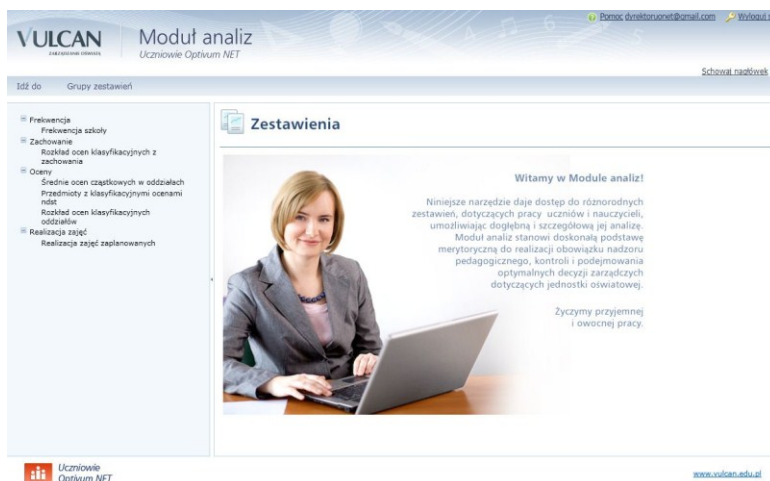 VULCAN
ZARZĄDZANIE OŚWIATĄ
Moduł analiz
Uczniowie Optivum NET
Pomoc dyrektoruonet@gmail.com Wyloguj s
Schowaj nagłówek
Idź do Grupy zestawień
Frekwencja
Frekwencja szkoły
Zachowanie
Rozkład ocen klasyfikacyjnych z
zachowania
Oceny
Średnie ocen cząstkowych w oddziałach
Przedmioty z klasyfikacyjnymi ocenami
ndst
Rozkład ocen klasyfikacyjnych
oddziałów
Realizacja zajęć
Realizacja zajęć zaplanowanych
Zestawienia
Witamy w Module analiz!
Niniejsze narzędzie daje dostęp do różnorodnych
zestawień, dotyczących pracy uczniów i nauczycieli,
umożliwiając dogłębną i szczegółową jej analizę.
Moduł analiz stanowi doskonałą podstawę
merytoryczną do realizacji obowiązku nadzoru
pedagogicznego, kontroli i podejmowania
optymalnych decyzji zarządczych
dotyczących jednostki oświatowej.
Życzymy przyjemnej
i owocnej pracy.
Uczniowie
Optivum NET
www.vulcan.edu.pl